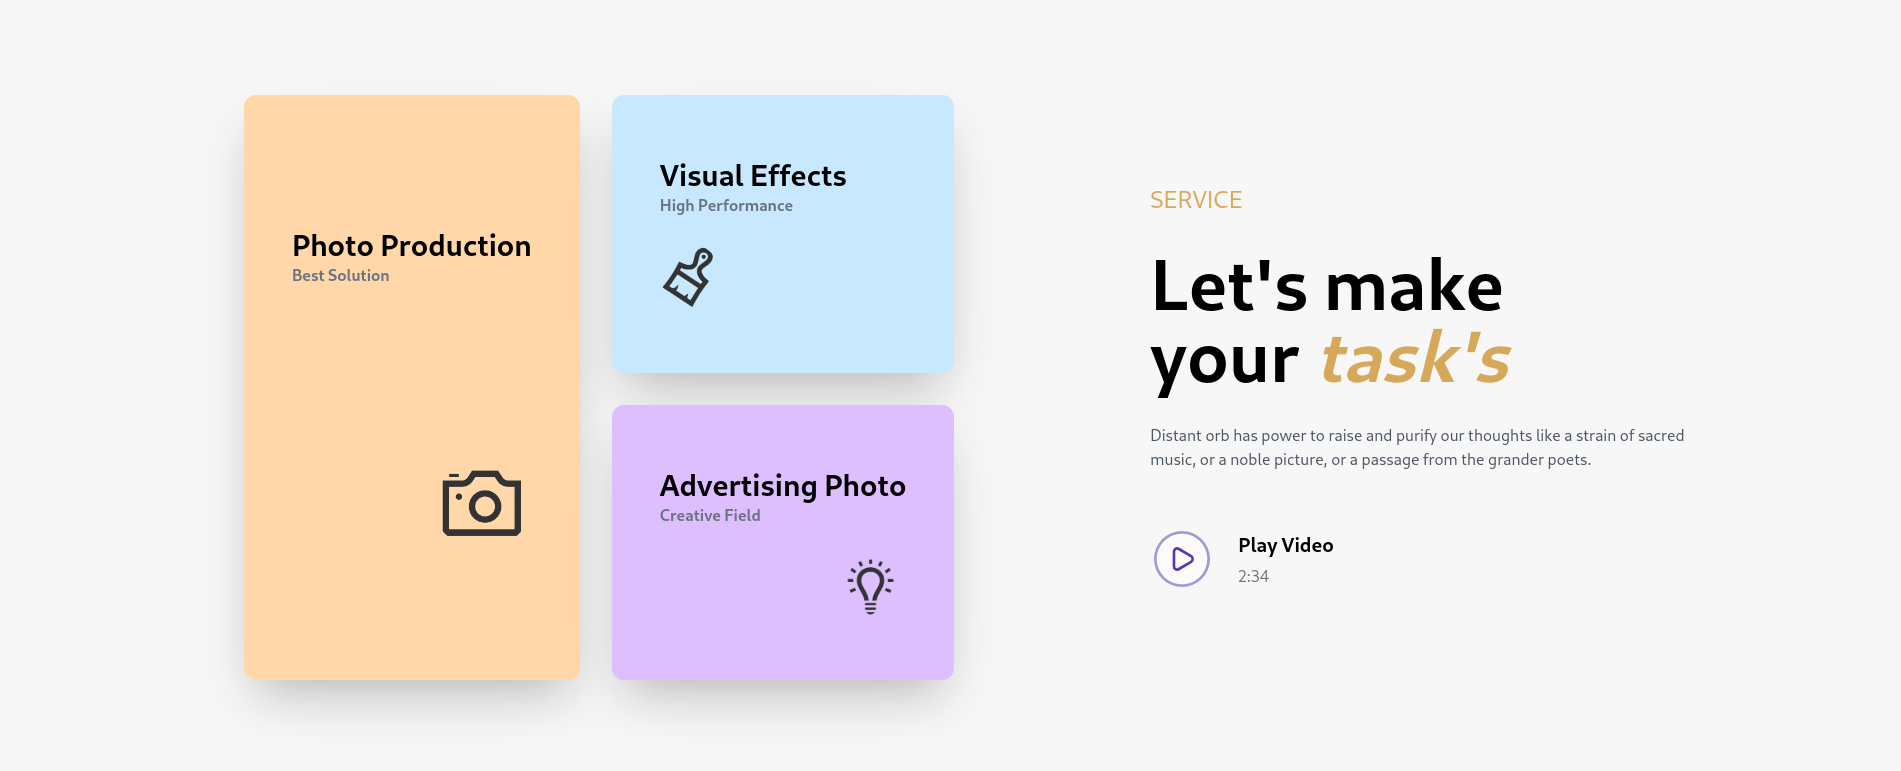 Photo Production
Best Solution
Visual Effects
High Performance
Advertising Photo
Creative Field
SERVICE
Let's make
your task's
Distant orb has power to raise and purify our thoughts like a strain of sacred
music, or a noble picture, or a passage from the grander poets.
Play Video
2:34